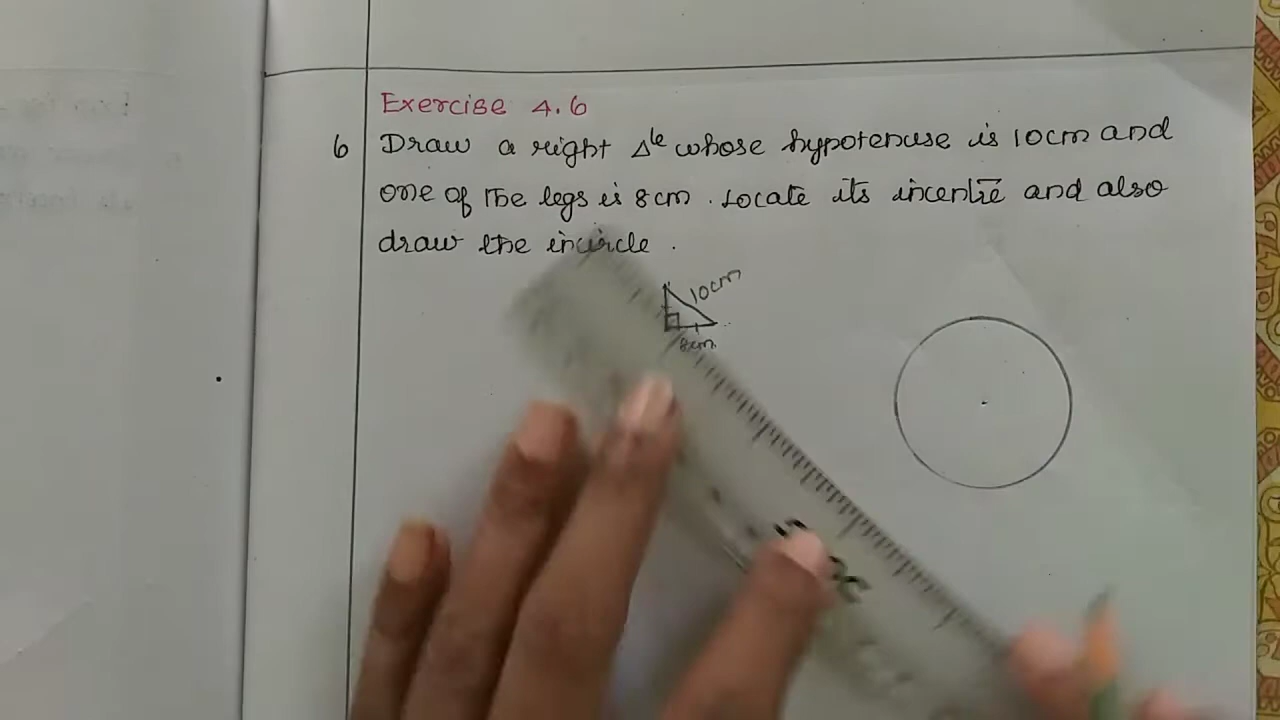 Exercise 4.6
6 Draw a right Δle whose hypotenuse is 10cm and
one of the legs is 8cm. Locate its incentre and also
draw the incircle.
10cm
8cm